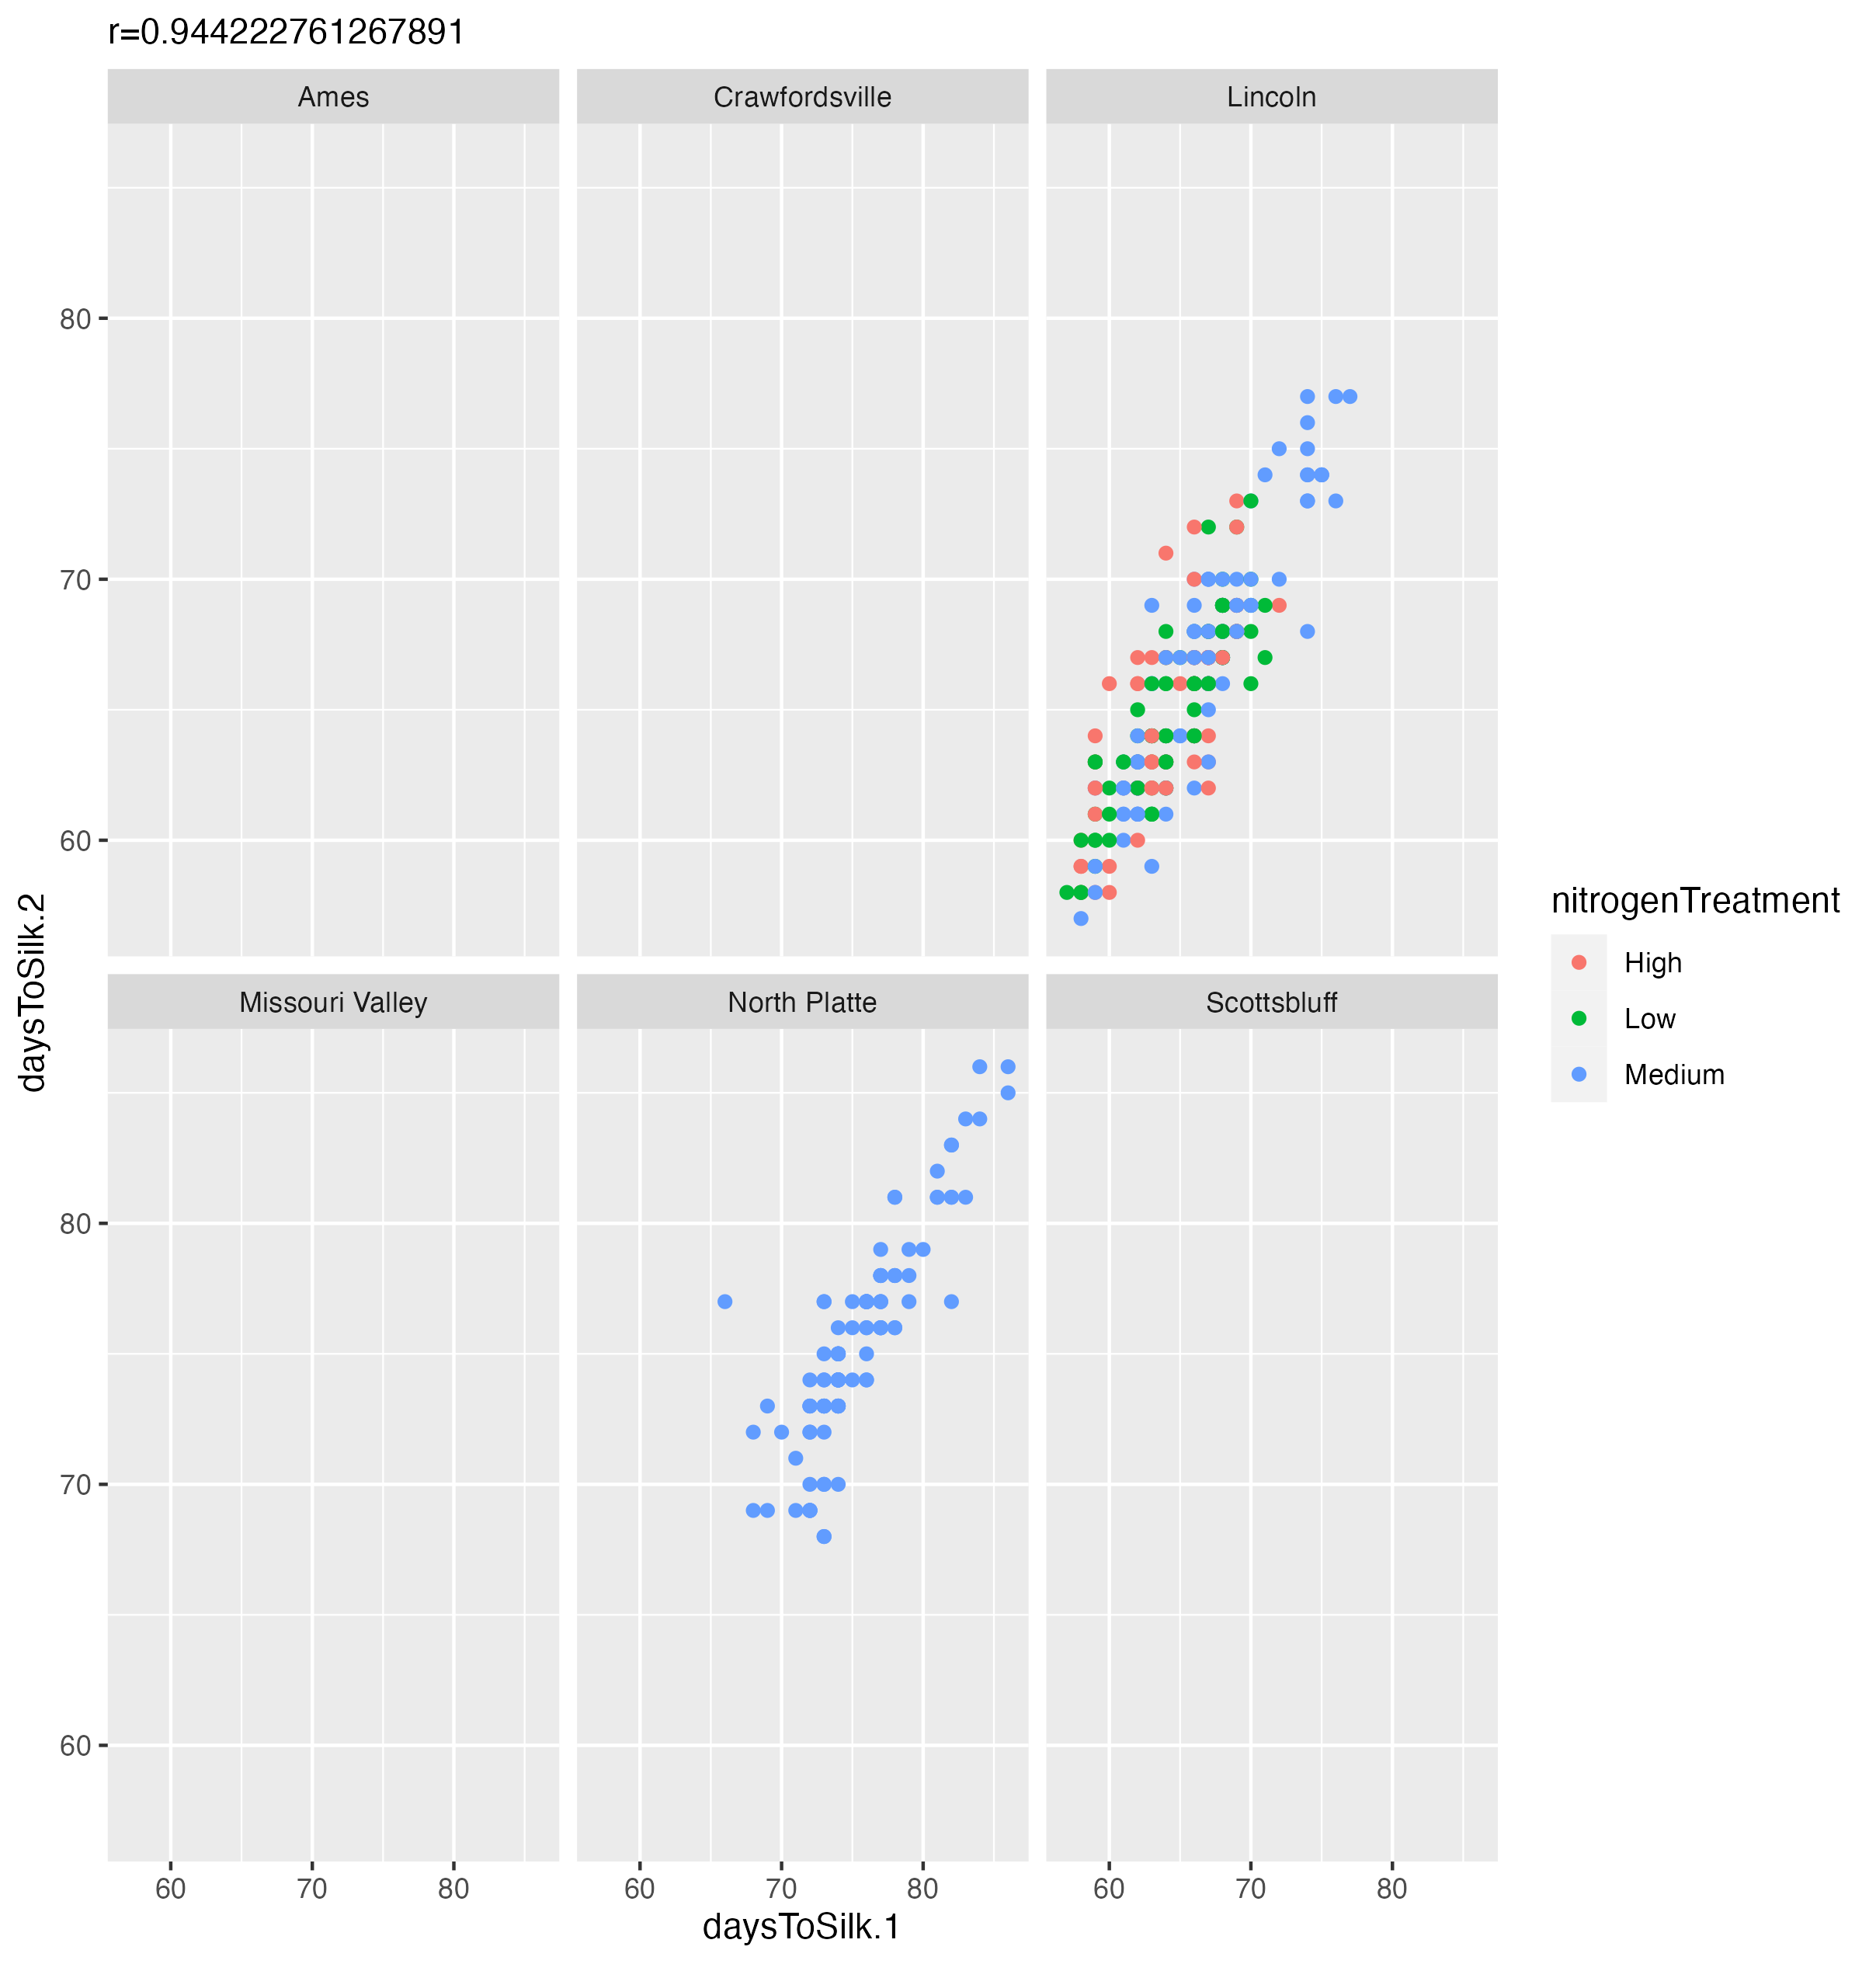 r=0.944222761267891
Ames
Crawfordsville
Lincoln
80
70
60
Missouri Valley
North Platte
Scottsbluff
80
70
60
60 70 80
60 70 80
60 70 80
daysToSilk.1
daysToSilk.2
nitrogenTreatment
High
Low
Medium